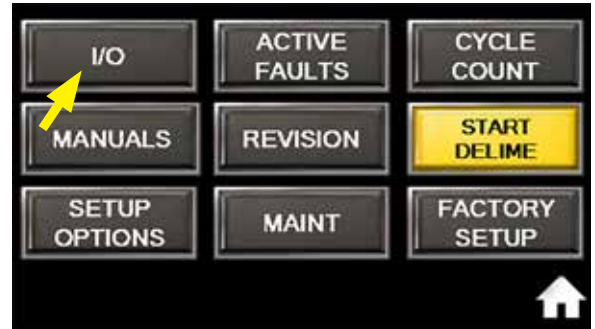 I/O
ACTIVE
FAULTS
CYCLE
COUNT
MANUALS
REVISION
START
DELIME
SETUP
OPTIONS
MAINT
FACTORY
SETUP